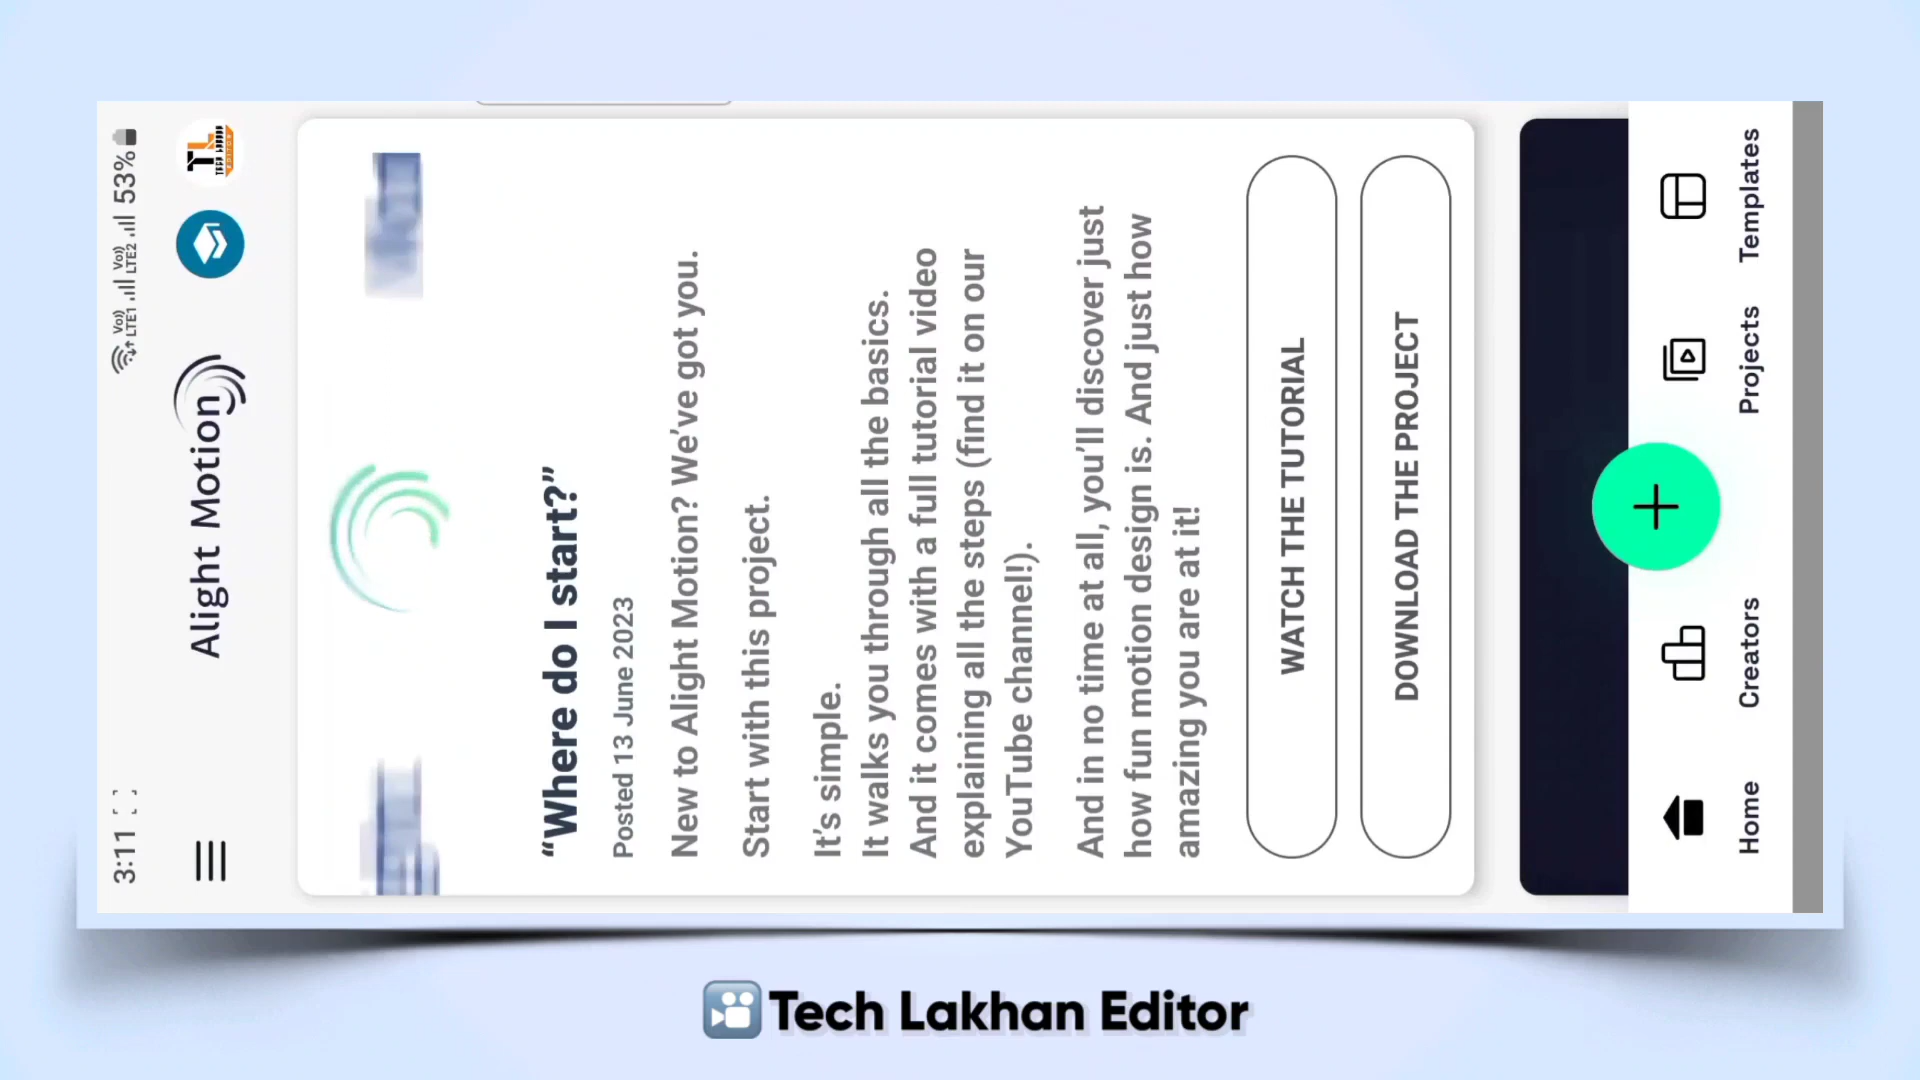 3:11
Vo)) LTE1 Vo)) LTE2 53%
Alight Motion
TL
EDITOR
“Where do I start?”
Posted 13 June 2023
New to Alight Motion? We’ve got you.
Start with this project.
It’s simple.
It walks you through all the basics.
And it comes with a full tutorial video
explaining all the steps (find it on our
YouTube channel!).
And in no time at all, you’ll discover just
how fun motion design is. And just how
amazing you are at it!
WATCH THE TUTORIAL
DOWNLOAD THE PROJECT
Home
Creators
Projects
Templates
Tech Lakhan Editor